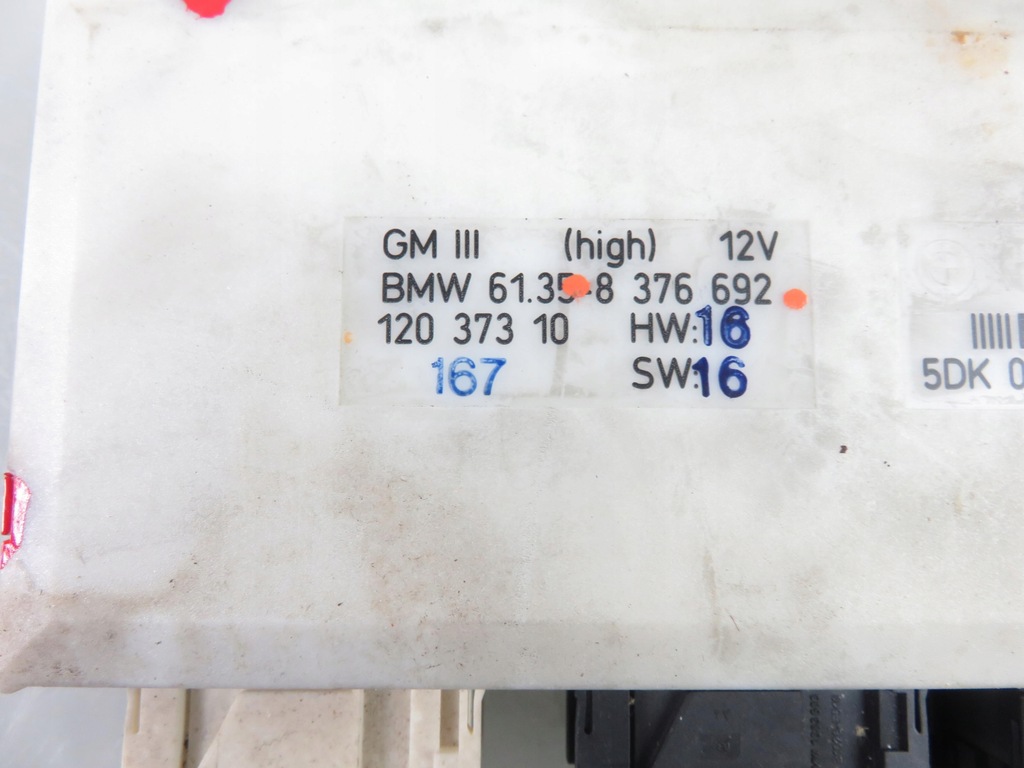 GM III (high) 12V
BMW 61.35-8 376 692
120 373 10 HW:16
167 SW:16
5DK 0